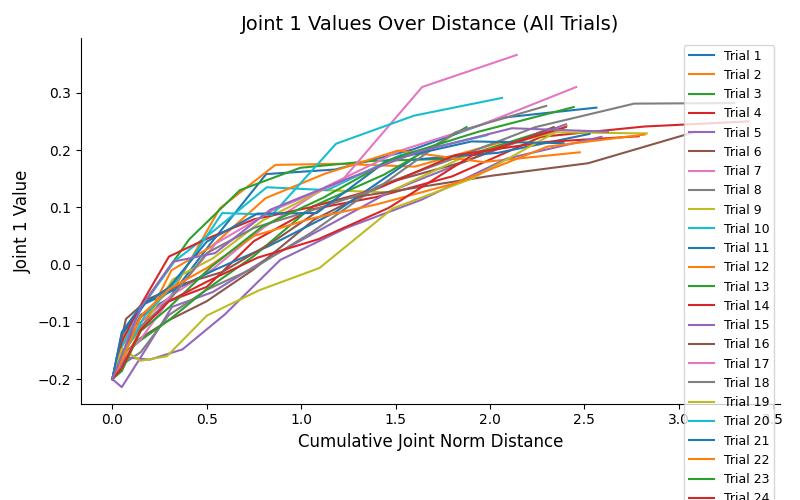 Joint 1 Values Over Distance (All Trials)
Joint 1 Value
0.3
0.2
0.1
0.0
−0.1
−0.2
0.0
0.5
1.0
1.5
2.0
2.5
3.0
3.5
Cumulative Joint Norm Distance
Trial 1
Trial 2
Trial 3
Trial 4
Trial 5
Trial 6
Trial 7
Trial 8
Trial 9
Trial 10
Trial 11
Trial 12
Trial 13
Trial 14
Trial 15
Trial 16
Trial 17
Trial 18
Trial 19
Trial 20
Trial 21
Trial 22
Trial 23
Trial 24